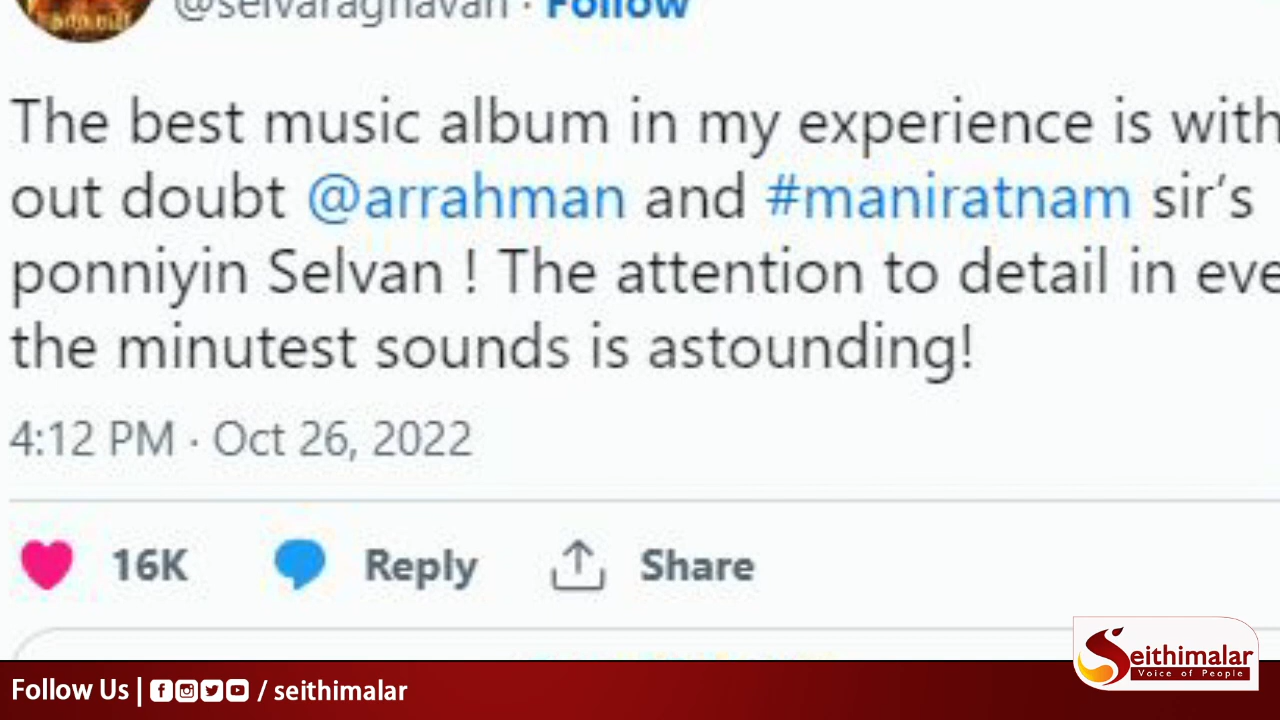 @selvaraghavan · Follow
The best music album in my experience is with
out doubt @arrahman and #maniratnam sir’s
ponniyin Selvan ! The attention to detail in eve
the minutest sounds is astounding!
4:12 PM · Oct 26, 2022
16K Reply Share
Seithimalar
Voice of People
Follow Us | / seithimalar